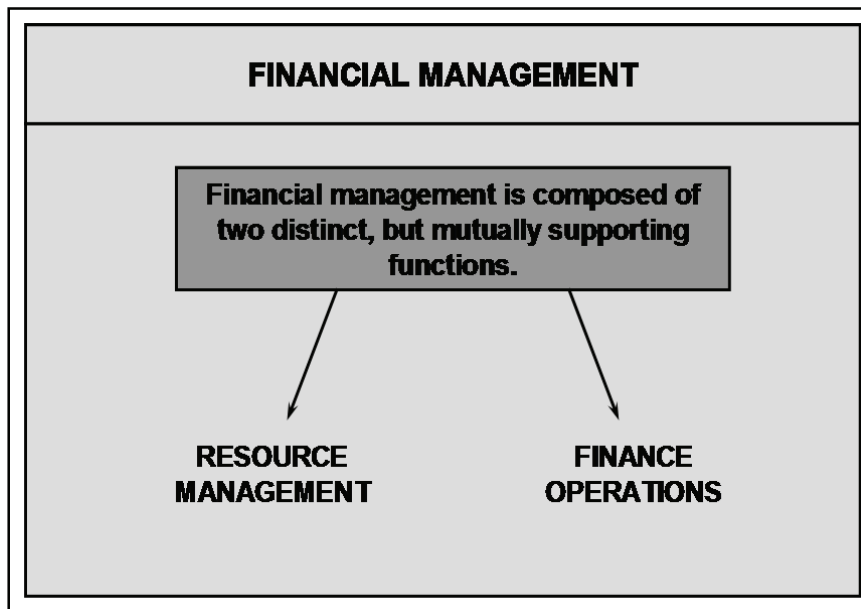 FINANCIAL MANAGEMENT
Financial management is composed of
two distinct, but mutually supporting
functions.
RESOURCE
MANAGEMENT
FINANCE
OPERATIONS